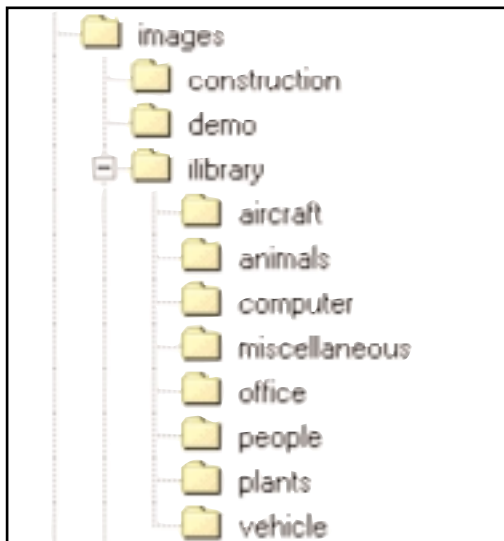 images
construction
demo
ilibrary
aircraft
animals
computer
miscellaneous
office
people
plants
vehicle